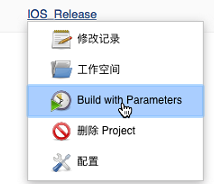 IOS_Release
修改记录
工作空间
Build with Parameters
删除 Project
配置